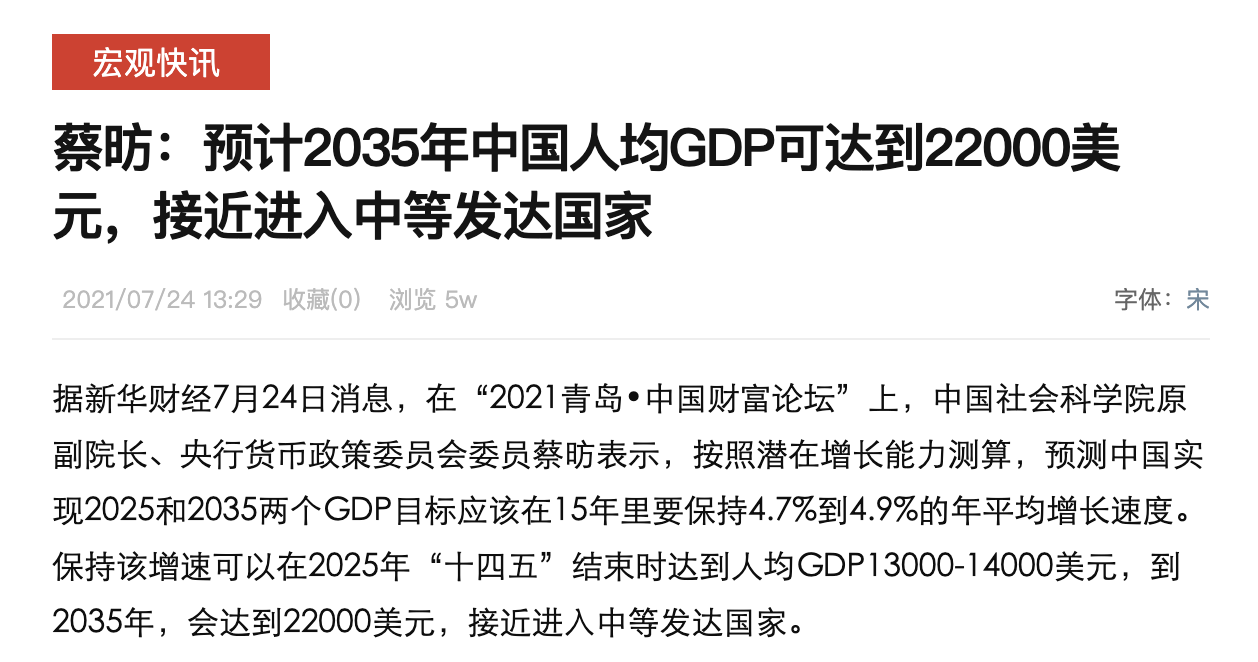 宏观快讯
蔡昉：预计2035年中国人均GDP可达到22000美
元，接近进入中等发达国家
2021/07/24 13:29 收藏(0) 浏览 5w 字体：宋
据新华财经7月24日消息，在“2021青岛•中国财富论坛”上，中国社会科学院原
副院长、央行货币政策委员会委员蔡昉表示，按照潜在增长能力测算，预测中国实
现2025和2035两个GDP目标应该在15年里要保持4.7%到4.9%的年平均增长速度。
保持该增速可以在2025年“十四五”结束时达到人均GDP13000-14000美元，到
2035年，会达到22000美元，接近进入中等发达国家。